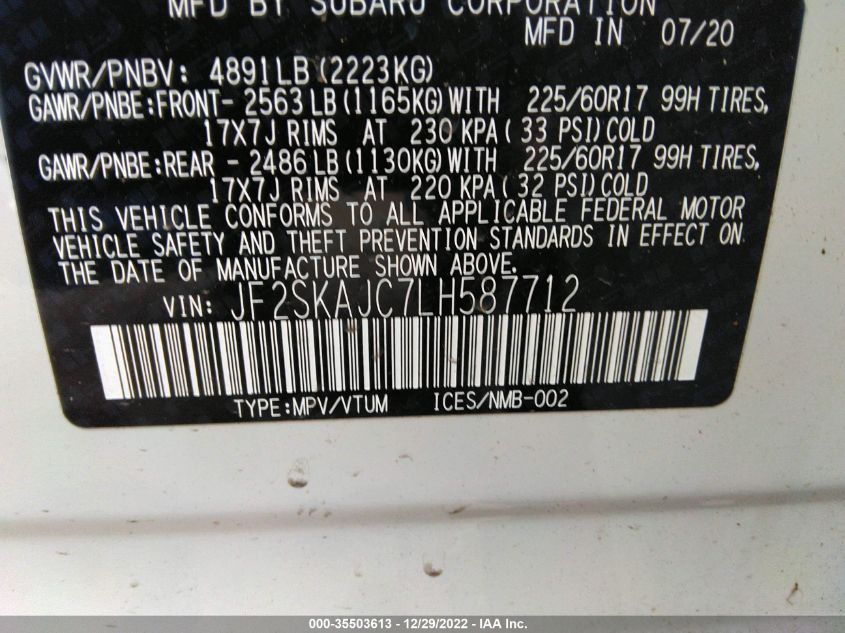 MFD BY SUBARU CORPORATION
MFD IN 07/20
GVWR/PNBV: 4891LB(2223KG)
GAWR/PNBE:FRONT- 2563LB(1165KG)WITH 225/60R17 99H TIRES,
17X7J RIMS AT 230 KPA( 33 PSI)COLD
GAWR/PNBE:REAR - 2486LB(1130KG)WITH 225/60R17 99H TIRES,
17X7J RIMS AT 220 KPA( 32 PSI)COLD
THIS VEHICLE CONFORMS TO ALL APPLICABLE FEDERAL MOTOR
VEHICLE SAFETY AND THEFT PREVENTION STANDARDS IN EFFECT ON
THE DATE OF MANUFACTURE SHOWN ABOVE.
VIN: JF2SKAJC7LH587712
TYPE:MPV/VTUM ICES/NMB-002
000-35503613 - 12/29/2022 - IAA Inc.